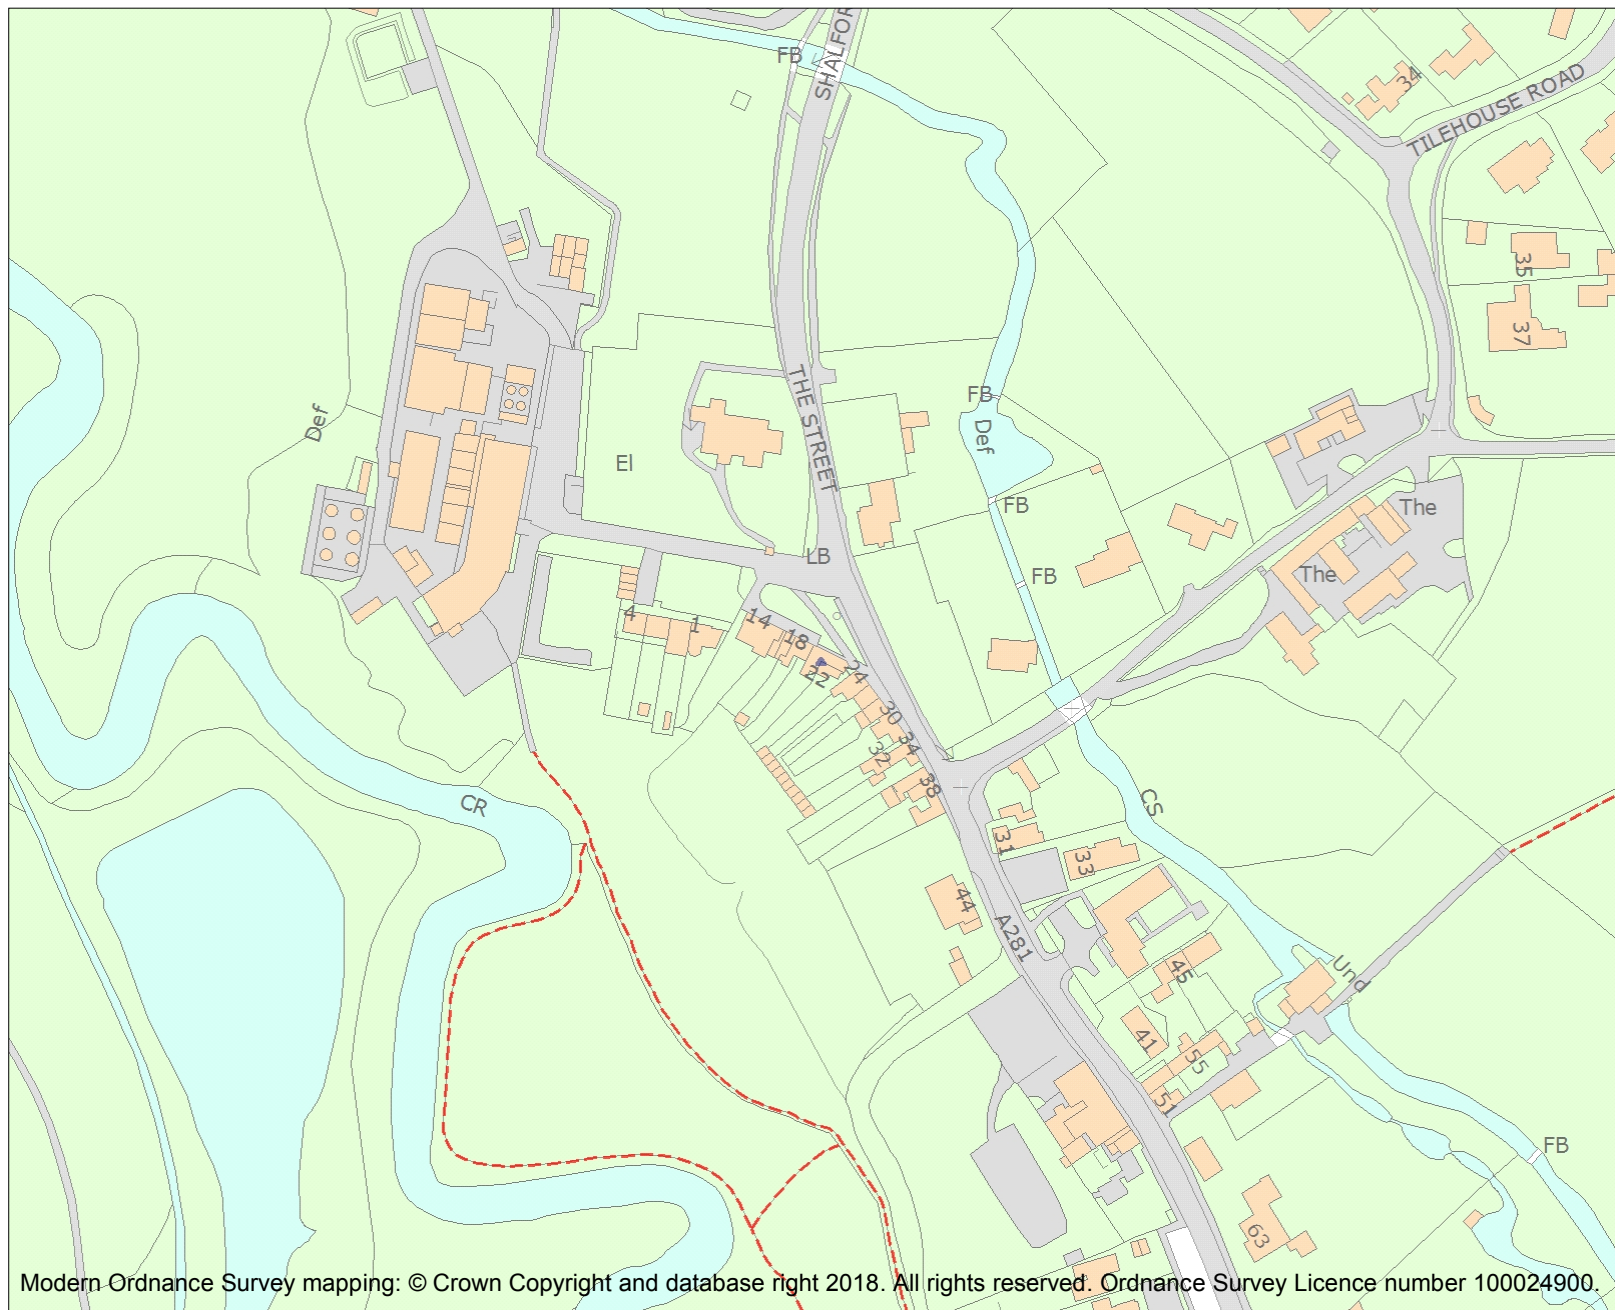 FB
SHALFOR
34
TILEHOUSE ROAD
35
37
THE STREET
FB
Def
Def
El
FB
The
LB
FB
The
4
1
14
18
22
24
30
34
32
38
CR
CS
31
33
44
A281
45
Und
41
55
51
FB
63
Modern Ordnance Survey mapping: © Crown Copyright and database right 2018. All rights reserved. Ordnance Survey Licence number 100024900.